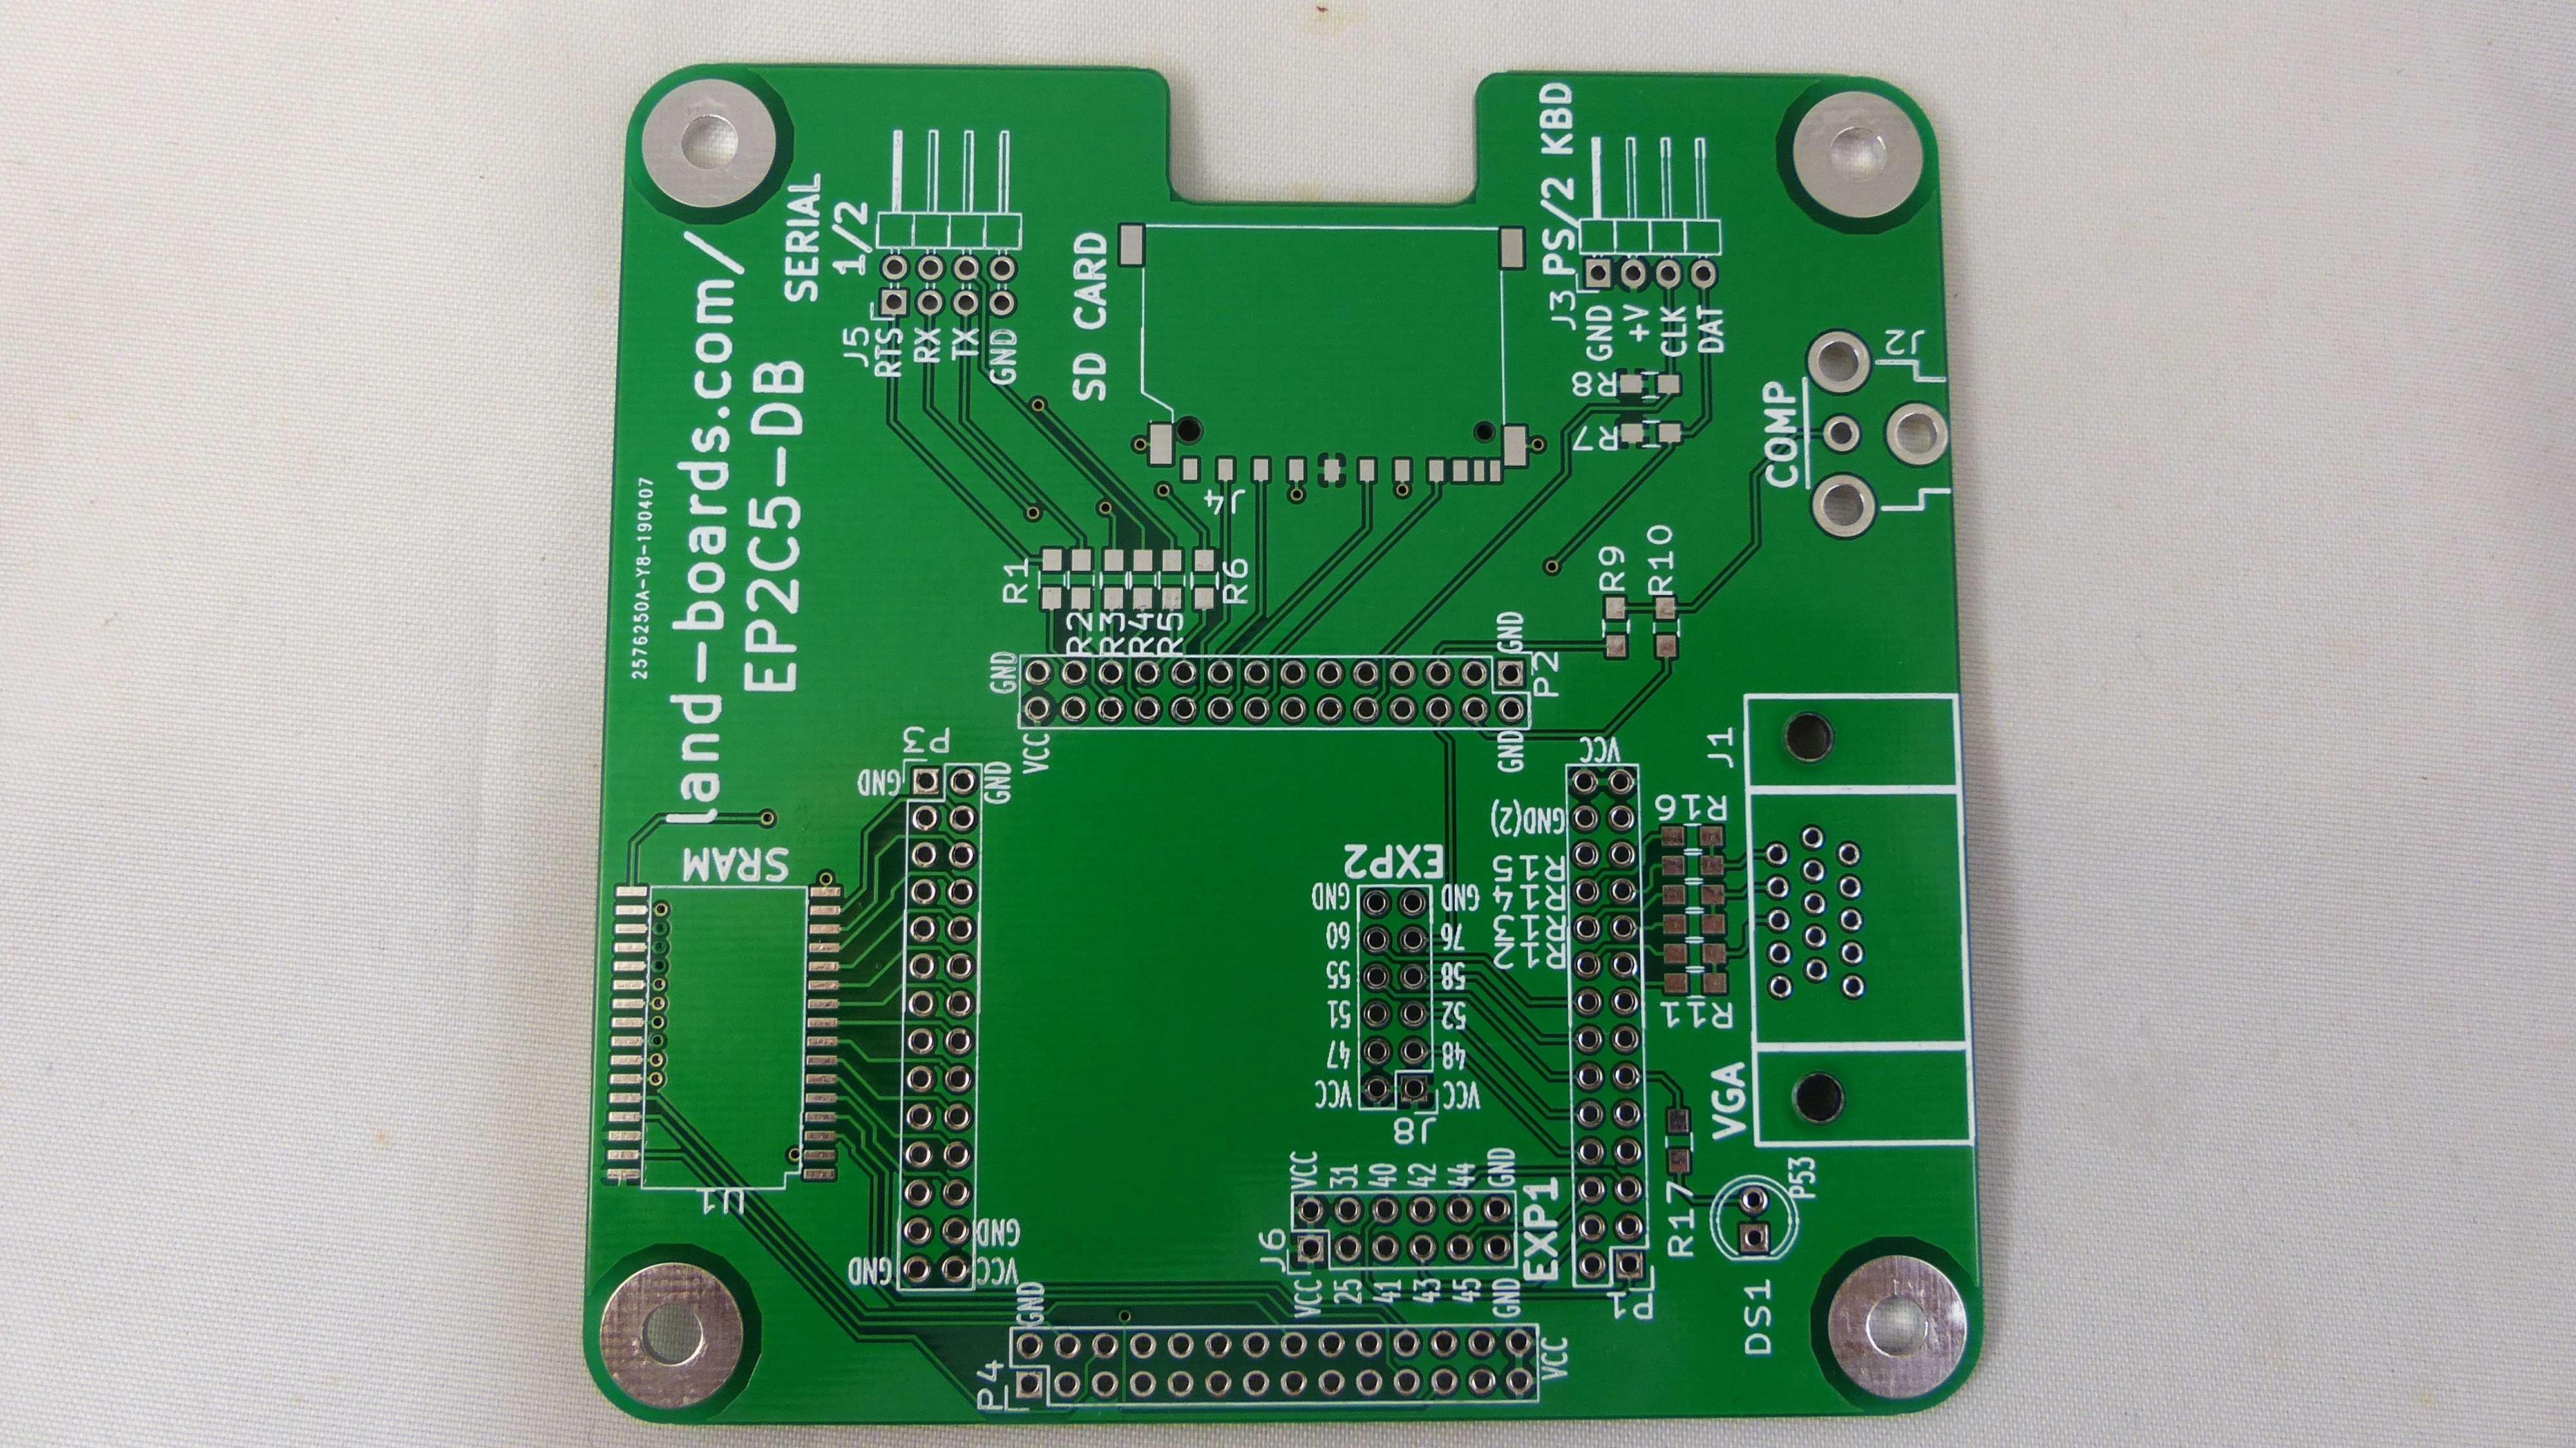 2576250A-Y8-190407
land-boards.com/
EP2C5-DB
SERIAL
1/2
J5
RTS
RX
TX
GND
SD CARD
J4
PS/2 KBD
J3
GND
+V
CLK
DAT
R8
R7
COMP
J2
R1
R2
R3
R4
R5
R6
R9
R10
GND
GND
P2
VCC
GND
P3
GND
GND
SRAM
U1
GND
GND
VCC
EXP2
GND GND
60 76
55 58
51 52
47 48
VCC VCC
J8
VCC
GND(2)
R16
R15
R14
R13
R12
R11
J1
VGA
R17
P53
DS1
P1
J6
VCC 31 40 42 44 GND
VCC 25 41 43 45 GND
EXP1
GND
P4
VCC